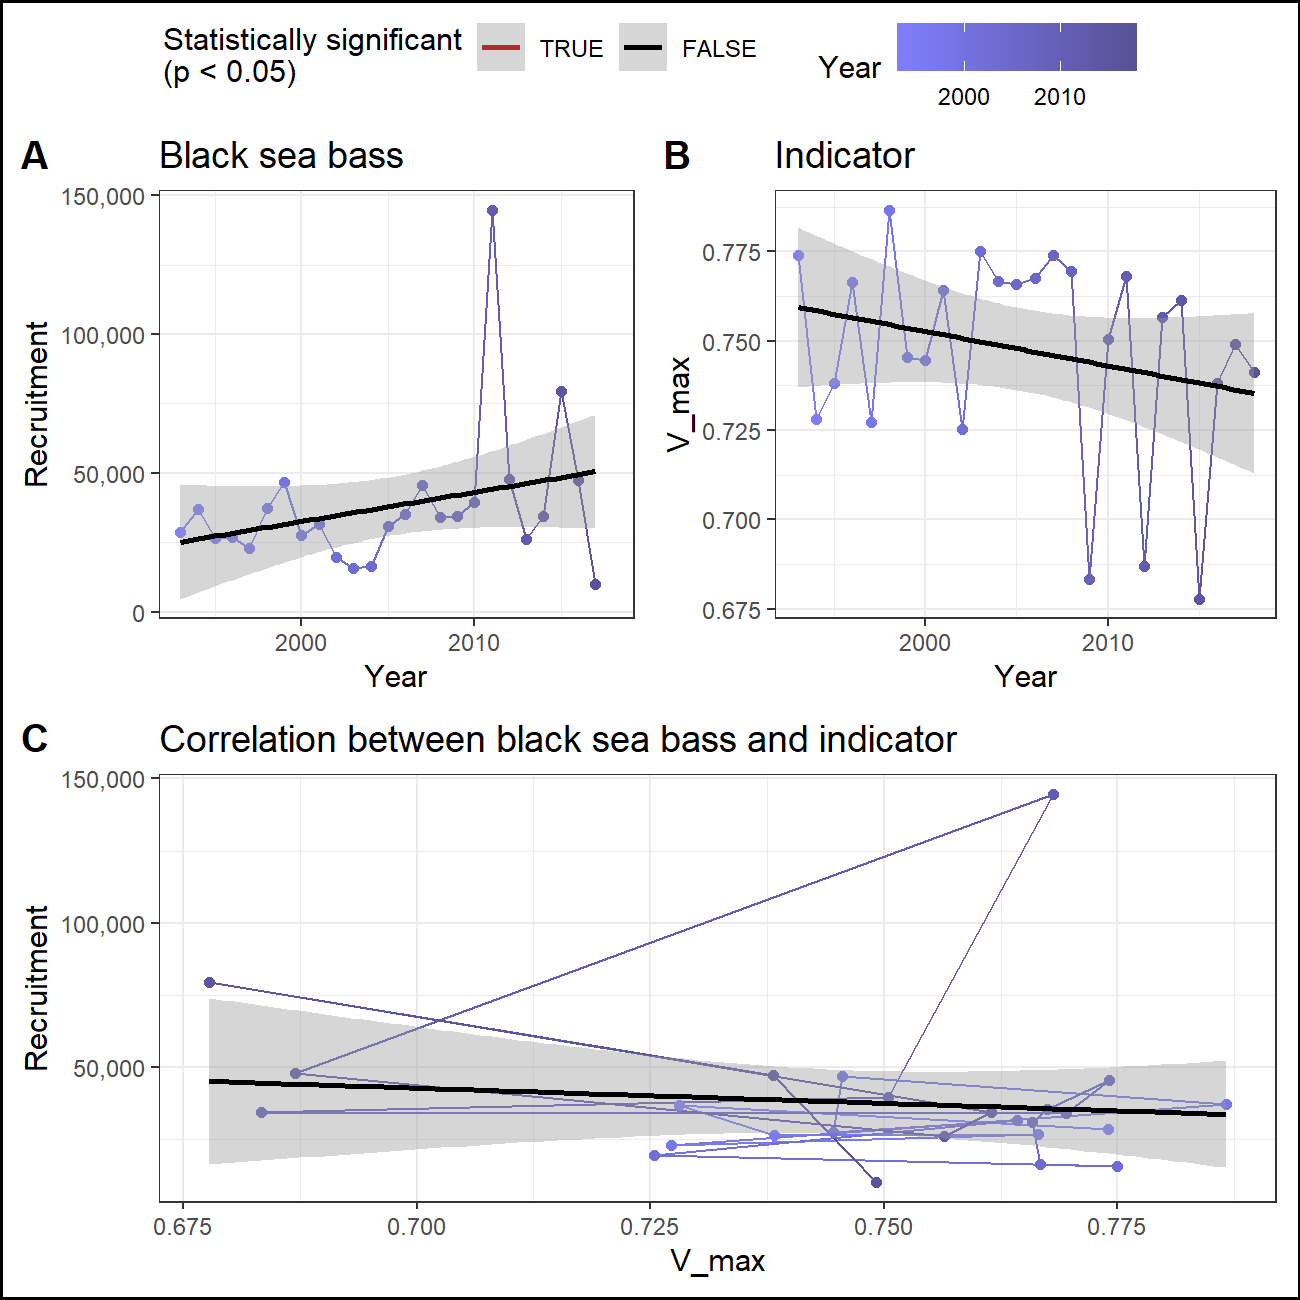 Statistically significant
(p < 0.05)
TRUE
FALSE
Year
2000
2010
A
Black sea bass
150,000
100,000
50,000
0
Recruitment
2000
2010
Year
B
Indicator
0.775
0.750
0.725
0.700
0.675
V_max
2000
2010
Year
C
Correlation between black sea bass and indicator
150,000
100,000
50,000
Recruitment
0.675
0.700
0.725
0.750
0.775
V_max